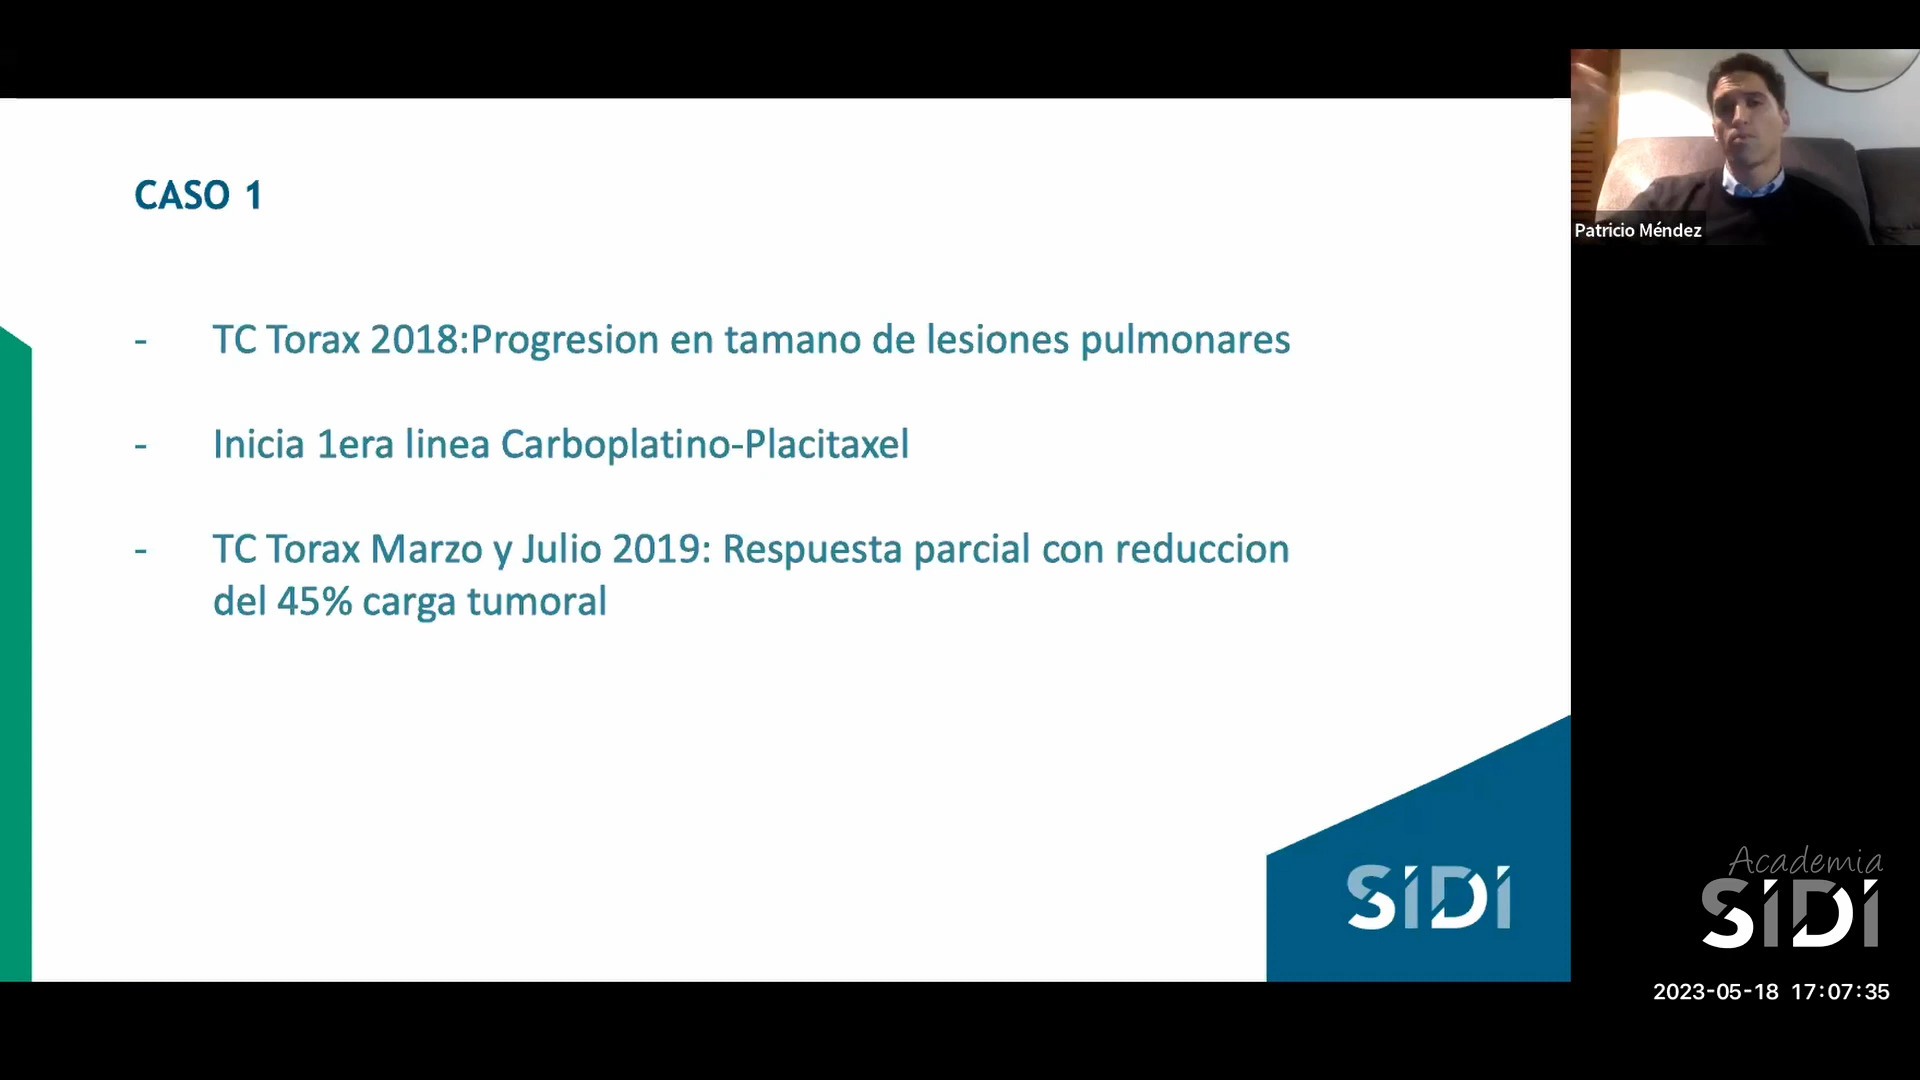 CASO 1
- TC Torax 2018:Progresion en tamano de lesiones pulmonares
- Inicia 1era linea Carboplatino-Placitaxel
- TC Torax Marzo y Julio 2019: Respuesta parcial con reduccion
del 45% carga tumoral
SiDi
Patricio Méndez
Academia
SiDi
2023-05-18 17:07:35